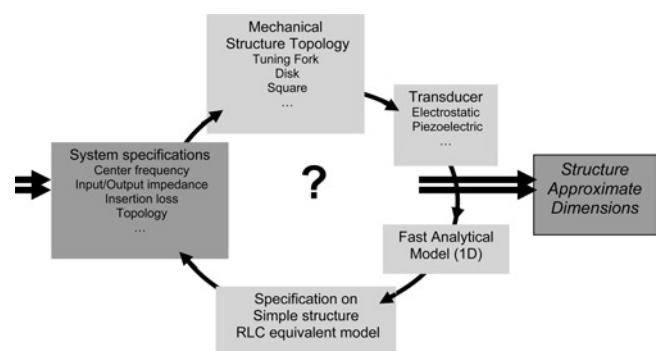 Mechanical
Structure Topology
Tuning Fork
Disk
Square
...
Transducer
Electrostatic
Piezoelectric
...
System specifications
Center frequency
Input/Output impedance
Insertion loss
Topology
...
?
Structure
Approximate
Dimensions
Fast Analytical
Model (1D)
Specification on
Simple structure
RLC equivalent model